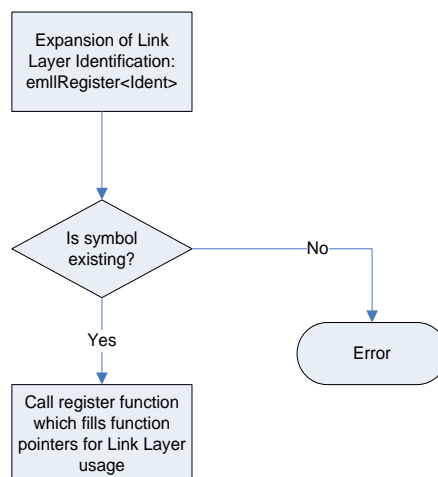 Expansion of Link
Layer Identification:
emllRegister<Ident>
Is symbol
existing?
No
Yes
Error
Call register function
which fills function
pointers for Link Layer
usage